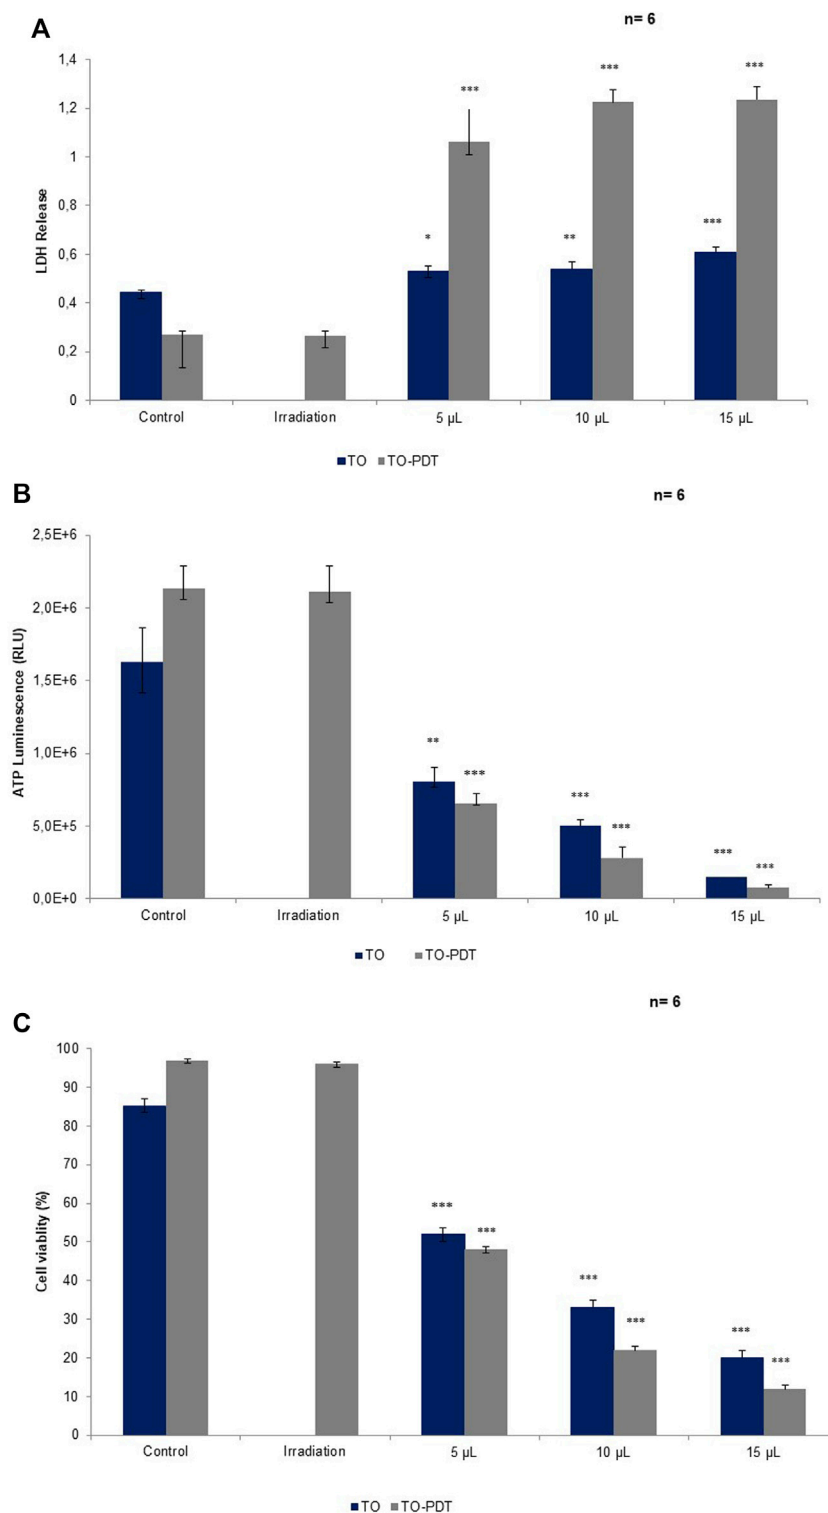 A
n= 6
1,4
1,2
1
0,8
0,6
0,4
0,2
0
LDH Release
*** *** ***
* ** ***
Control Irradiation 5 µL 10 µL 15 µL
TO TO-PDT
B
n= 6
2,5E+6
2,0E+6
1,5E+6
1,0E+6
5,0E+5
0,0E+0
ATP Luminescence (RLU)
** *** *** *** *** ***
Control Irradiation 5 µL 10 µL 15 µL
TO TO-PDT
C
n= 6
100
90
80
70
60
50
40
30
20
10
0
Cell viablity (%)
*** *** *** *** *** ***
Control Irradiation 5 µL 10 µL 15 µL
TO TO-PDT